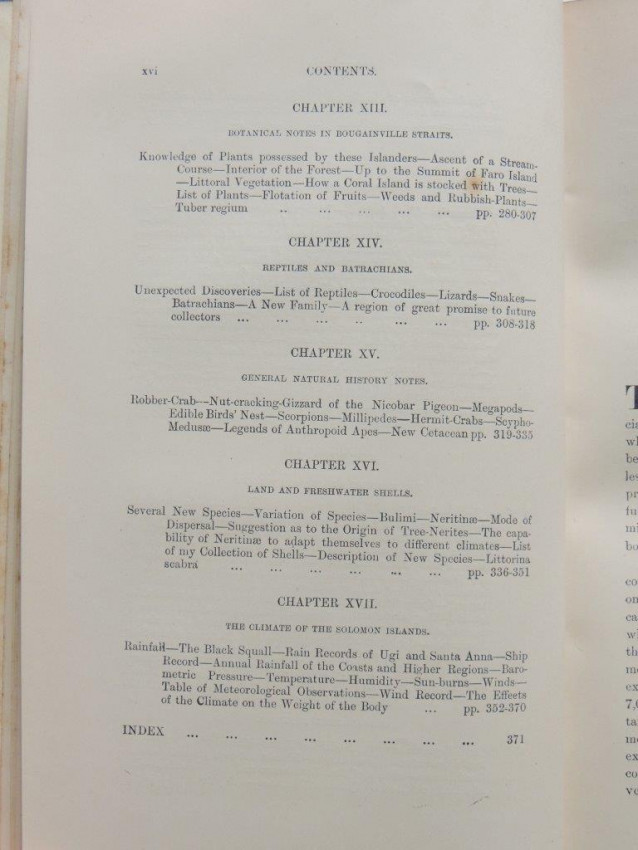 xvi CONTENTS.
CHAPTER XIII.
BOTANICAL NOTES IN BOUGAINVILLE STRAITS.
Knowledge of Plants possessed by these Islanders—Ascent of a Stream-
Course—Interior of the Forest—Up to the Summit of Faro Island
—Littoral Vegetation—How a Coral Island is stocked with Trees—
List of Plants—Flotation of Fruits—Weeds and Rubbish-Plants—
Tuber regium .. ... ... ... ... pp. 280-307
CHAPTER XIV.
REPTILES AND BATRACHIANS.
Unexpected Discoveries—List of Reptiles—Crocodiles—Lizards—Snakes—
Batrachians—A New Family—A region of great promise to future
collectors ... ... ... .. ... ... pp. 308-318
CHAPTER XV.
GENERAL NATURAL HISTORY NOTES.
Robber-Crab—Nut-cracking-Gizzard of the Nicobar Pigeon—Megapods—
Edible Birds' Nest—Scorpions—Millipedes—Hermit-Crabs—Scypho-
Medusæ—Legends of Anthropoid Apes—New Cetacean pp. 319-335
CHAPTER XVI.
LAND AND FRESHWATER SHELLS.
Several New Species—Variation of Species—Bulimi—Neritinæ—Mode of
Dispersal—Suggestion as to the Origin of Tree-Nerites—The capa-
bility of Neritinæ to adapt themselves to different climates—List
of my Collection of Shells—Description of New Species—Littorina
scabra ... ... ... ... ... ... pp. 336-351
CHAPTER XVII.
THE CLIMATE OF THE SOLOMON ISLANDS.
Rainfall—The Black Squall—Rain Records of Ugi and Santa Anna—Ship
Record—Annual Rainfall of the Coasts and Higher Regions—Baro-
metric Pressure—Temperature—Humidity—Sun-burns—Winds—
Table of Meteorological Observations—Wind Record—The Effects
of the Climate on the Weight of the Body ... pp. 352-370
INDEX ... ... ... ... ... ... ... ... 371